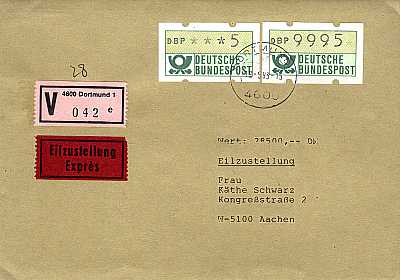 DBP ***5
DEUTSCHE
BUNDESPOST
DBP 9995
DEUTSCHE
BUNDESPOST
4600
28
4600 Dortmund 1
V 042 e
Eilzustellung
Exprès
Wert: 28500,-- DM
Eilzustellung
Frau
Käthe Schwarz
Kongreßstraße 2
W-5100 Aachen